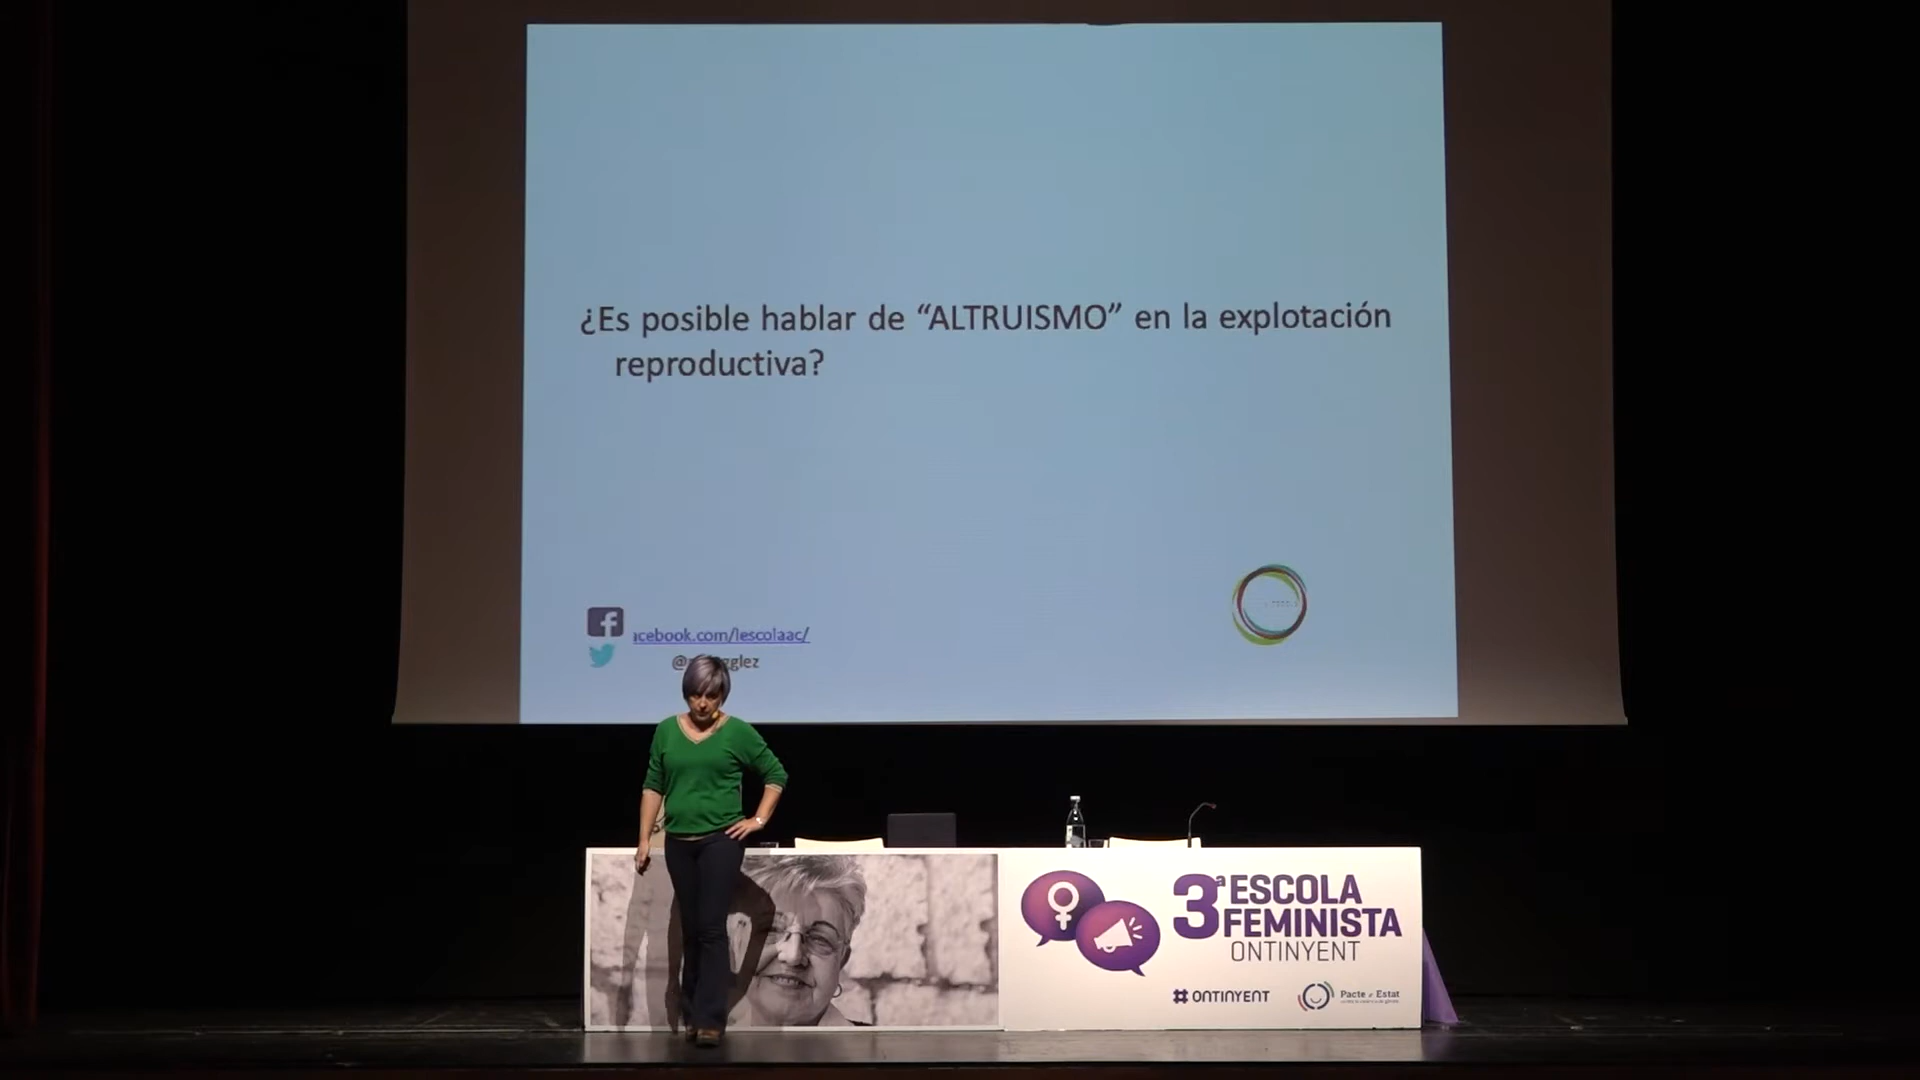 ¿Es posible hablar de “ALTRUISMO” en la explotación
reproductiva?
acebook.com/lescolaac/
3ª ESCOLA
FEMINISTA
ONTINYENT
ONTINYENT
Pacte d'Estat